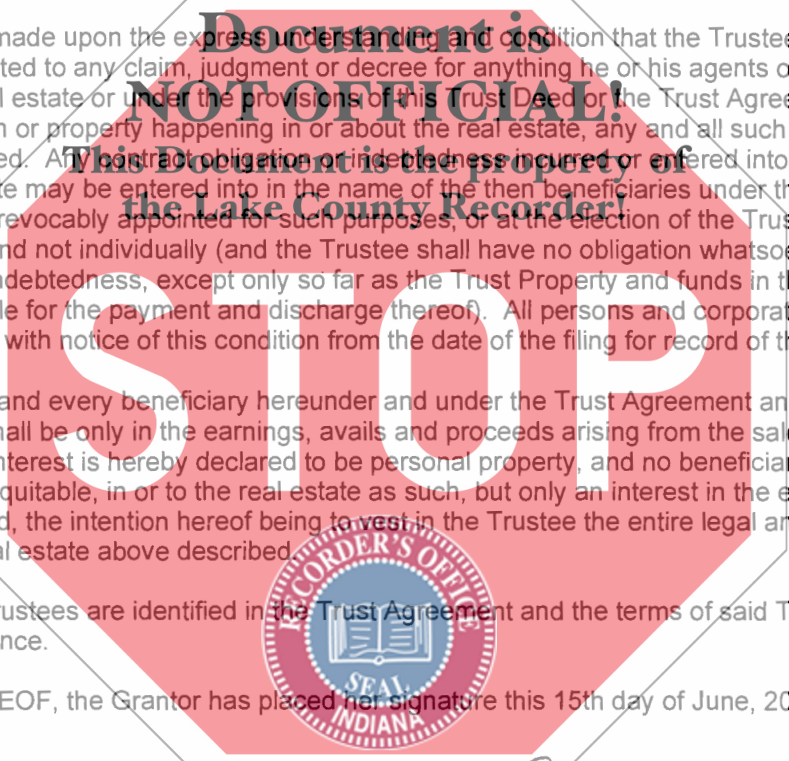 Document is
NOT OFFICIAL!
This Document is the property of
the Lake County Recorder!
made upon the express understanding and condition that the Trustee
ted to any claim, judgment or decree for anything he or his agents o
l estate or under the provisions of this Trust Deed or the Trust Agree
n or property happening in or about the real estate, any and all such
ed. Any contract obligation or indebtedness incurred or entered into
te may be entered into in the name of the then beneficiaries under th
revocably appointed for such purposes, or at the election of the Trus
nd not individually (and the Trustee shall have no obligation whatsoe
debtedness, except only so far as the Trust Property and funds in th
le for the payment and discharge thereof). All persons and corporat
with notice of this condition from the date of the filing for record of th
STOP
and every beneficiary hereunder and under the Trust Agreement an
hall be only in the earnings, avails and proceeds arising from the sale
nterest is hereby declared to be personal property, and no beneficiar
quitable, in or to the real estate as such, but only an interest in the e
d, the intention hereof being to vest in the Trustee the entire legal an
al estate above described.
RECORDER'S OFFICE
SEAL
INDIANA
rustees are identified in the Trust Agreement and the terms of said T
nce.
EOF, the Grantor has placed her signature this 15th day of June, 20